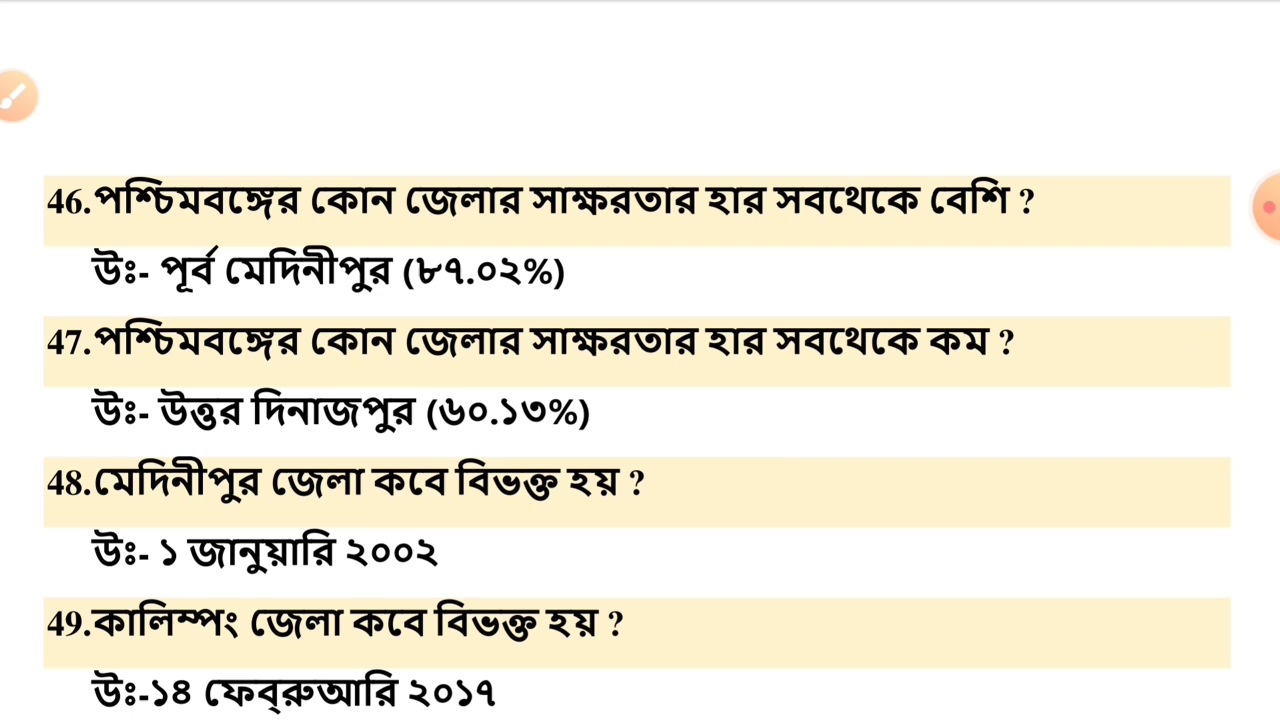 46.পশ্চিমবঙ্গের কোন জেলার সাক্ষরতার হার সবথেকে বেশি ?
উঃ- পূর্ব মেদিনীপুর (৮৭.০২%)
47.পশ্চিমবঙ্গের কোন জেলার সাক্ষরতার হার সবথেকে কম ?
উঃ- উত্তর দিনাজপুর (৬০.১৩%)
48.মেদিনীপুর জেলা কবে বিভক্ত হয় ?
উঃ- ১ জানুয়ারি ২০০২
49.কালিম্পং জেলা কবে বিভক্ত হয় ?
উঃ-১৪ ফেব্‌রুআরি ২০১৭